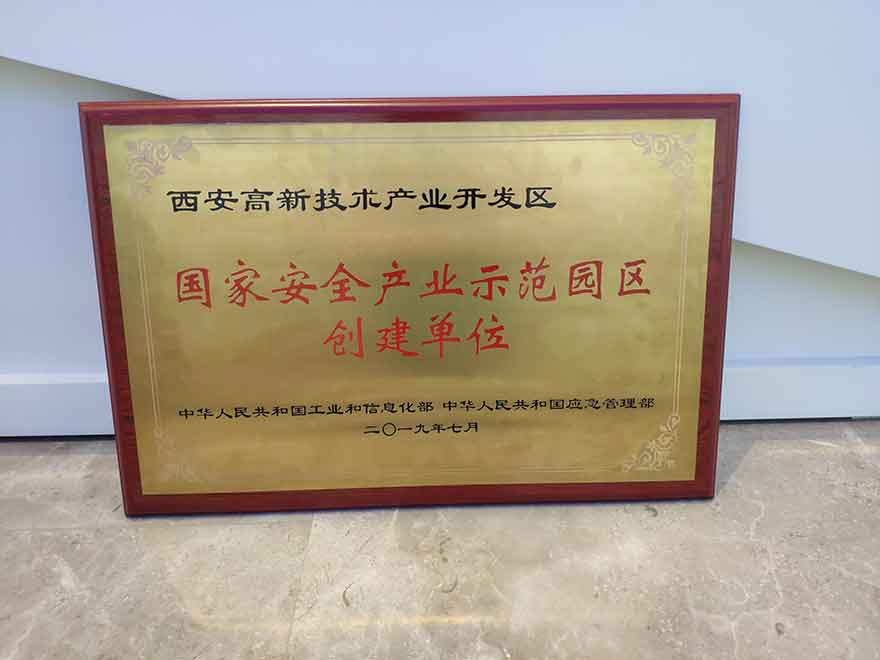 西安高新技术产业开发区
国家安全产业示范园区
创建单位
中华人民共和国工业和信息化部 中华人民共和国应急管理部
二〇一九年七月